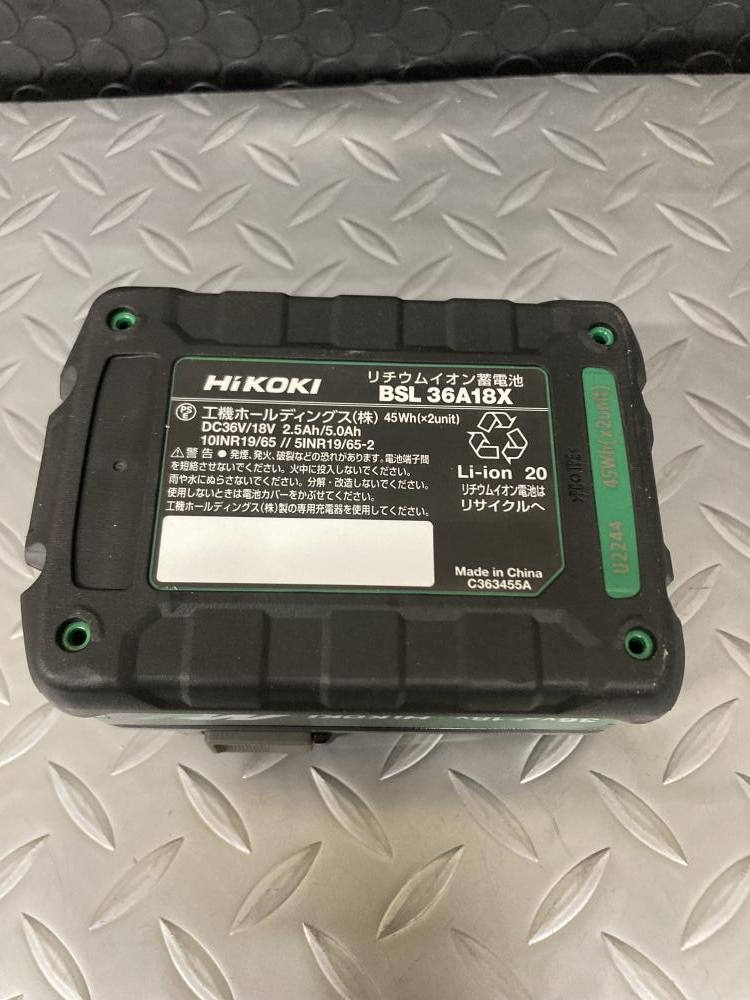 HiKOKI
リチウムイオン蓄電池
BSL 36A18X
PS E 工機ホールディングス(株) 45Wh(×2unit)
DC36V/18V 2.5Ah/5.0Ah
10INR19/65 // 5INR19/65-2
⚠警告 ●発煙、発火、破裂などの恐れがあります。電池端子間
を短絡させないでください。火中に投入しないでください。
雨や水にぬらさないでください。分解・改造しないでください。
使用しないときは電池カバーをかぶせてください。
工機ホールディングス(株)製の専用充電器を使用してください。
Li-ion 20
リチウムイオン電池は
リサイクルへ
Made in China
C363455A
U2244 45Wh(×2unit)
HiKOKI
36V / 18V